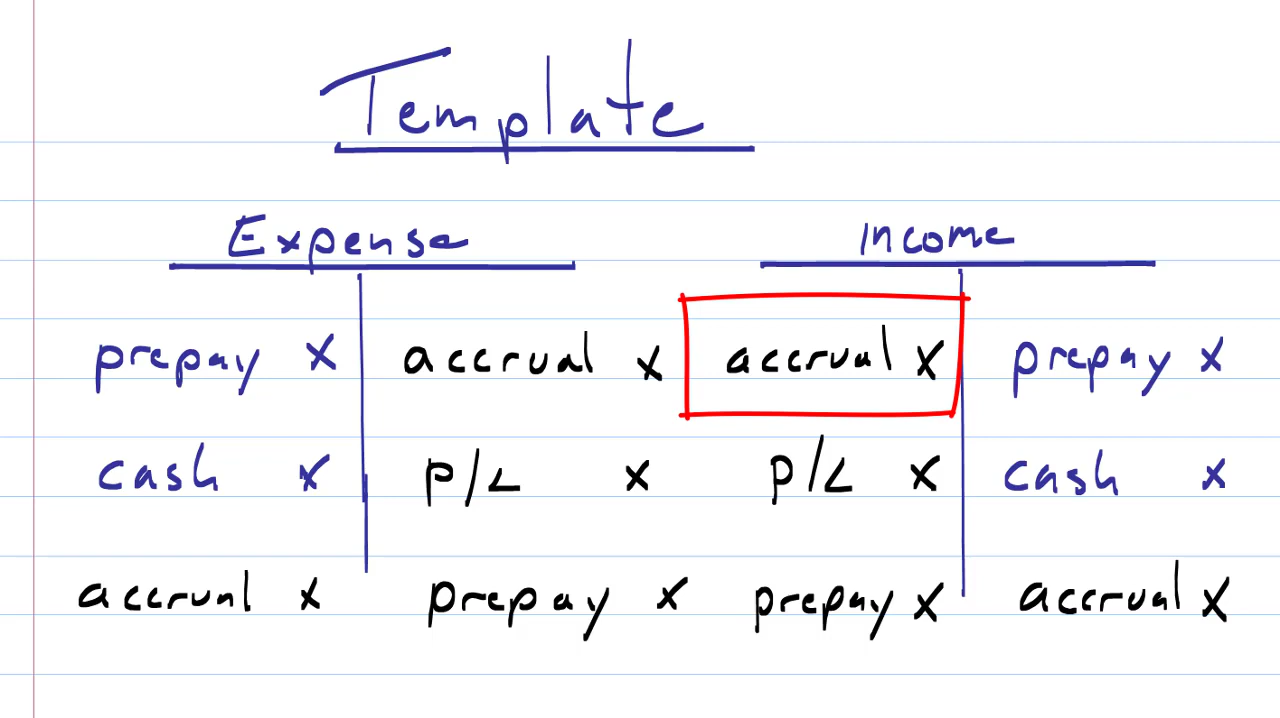 Template
Expense Income
prepay x accrual x accrual x prepay x
cash x P/L x P/L x cash x
accrual x prepay x prepay x accrual x